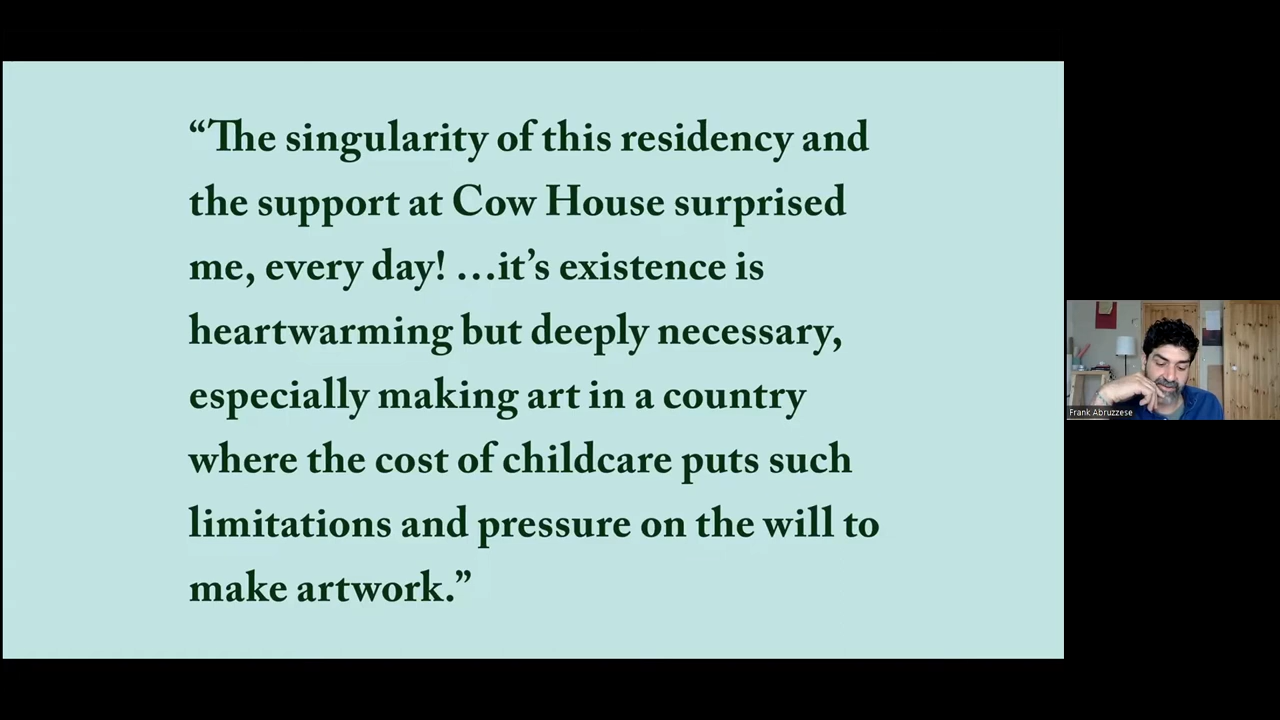 “The singularity of this residency and
the support at Cow House surprised
me, every day! …it’s existence is
heartwarming but deeply necessary,
especially making art in a country
where the cost of childcare puts such
limitations and pressure on the will to
make artwork.”
Frank Abruzzese